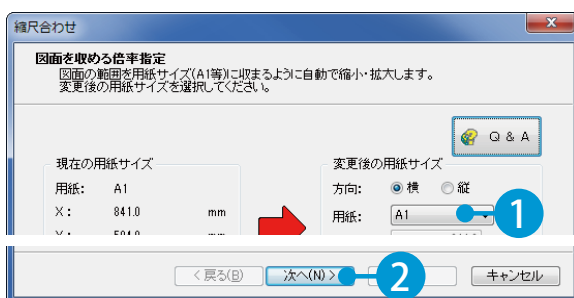 縮尺合わせ
図面を収める倍率指定
図面の範囲を用紙サイズ(A1等)に収まるように自動で縮小・拡大します。
変更後の用紙サイズを選択してください。
Q & A
現在の用紙サイズ
変更後の用紙サイズ
用紙: A1
方向: 横 縦
X: 841.0 mm
用紙: A1
1
< 戻る(B)
次へ(N) >
2
キャンセル